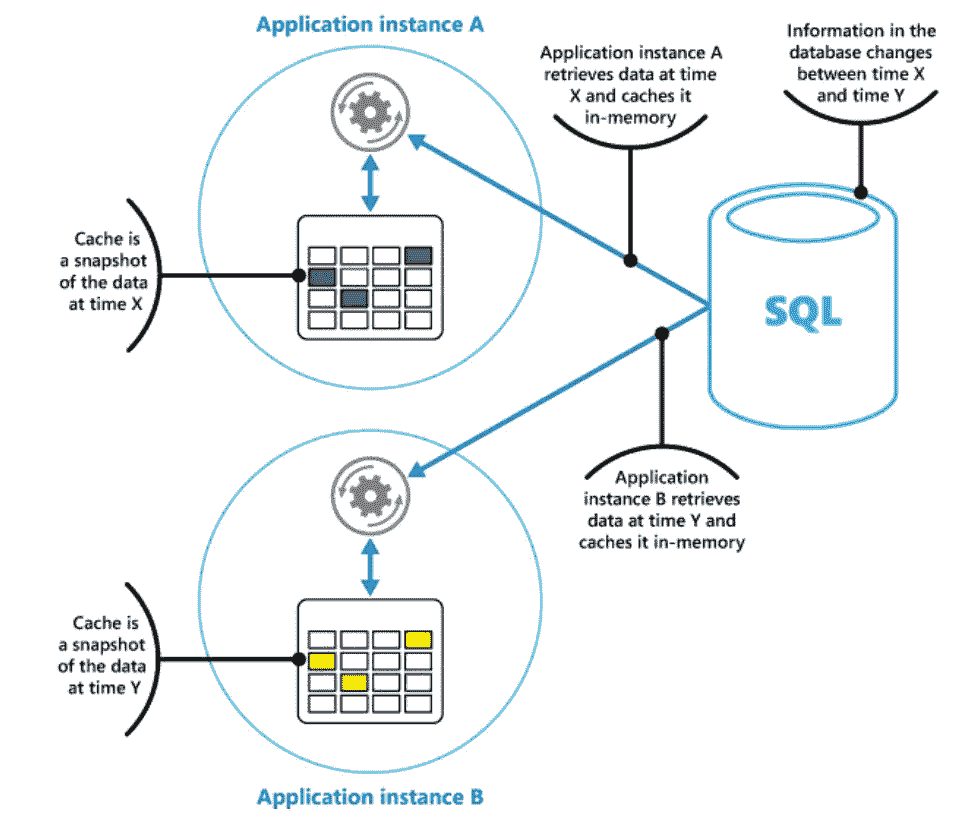 Application instance A
Application instance A
retrieves data at time
X and caches it
in-memory
Information in the
database changes
between time X
and time Y
Cache is
a snapshot
of the data
at time X
SQL
Application
instance B retrieves
data at time Y and
caches it in-memory
Cache is
a snapshot
of the data
at time Y
Application instance B